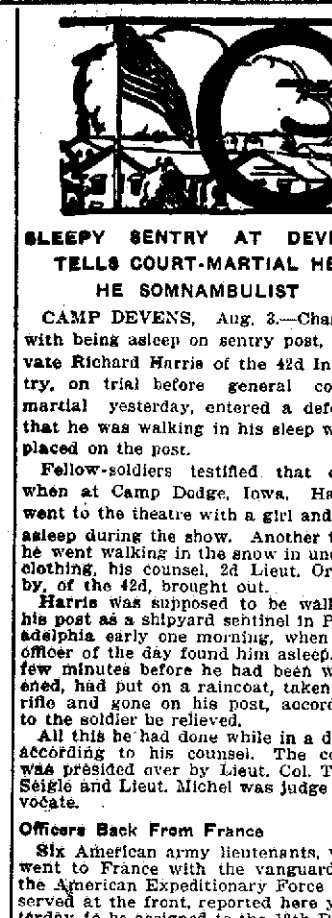 SLEEPY SENTRY AT DEVE
TELLS COURT-MARTIAL HE
HE SOMNAMBULIST
CAMP DEVENS, Aug. 3.—Char
with being asleep on sentry post,
vate Richard Harris of the 42d In
try, on trial before general co
martial yesterday, entered a defe
that he was walking in his sleep w
placed on the post.
Fellow-soldiers testified that
when at Camp Dodge, Iowa, Ha
went to the theatre with a girl and
asleep during the show. Another t
he went walking in the snow in un
clothing, his counsel, 2d Lieut. Or
by, of the 42d, brought out.
Harris was supposed to be walk
his post as a shipyard sentinel in P
adelphia early one morning, when
officer of the day found him asleep.
few minutes before he had been w
ened, had put on a raincoat, taken
rifle and gone on his post, accord
to the soldier he relieved.
All this he had done while in a d
according to his counsel. The co
was presided over by Lieut. Col. T
Seigle and Lieut. Michel was judge
vocate.
Officers Back From France
Six American army lieutenants,
went to France with the vanguard
the American Expeditionary Force
served at the front, reported here
terday to be assigned to the